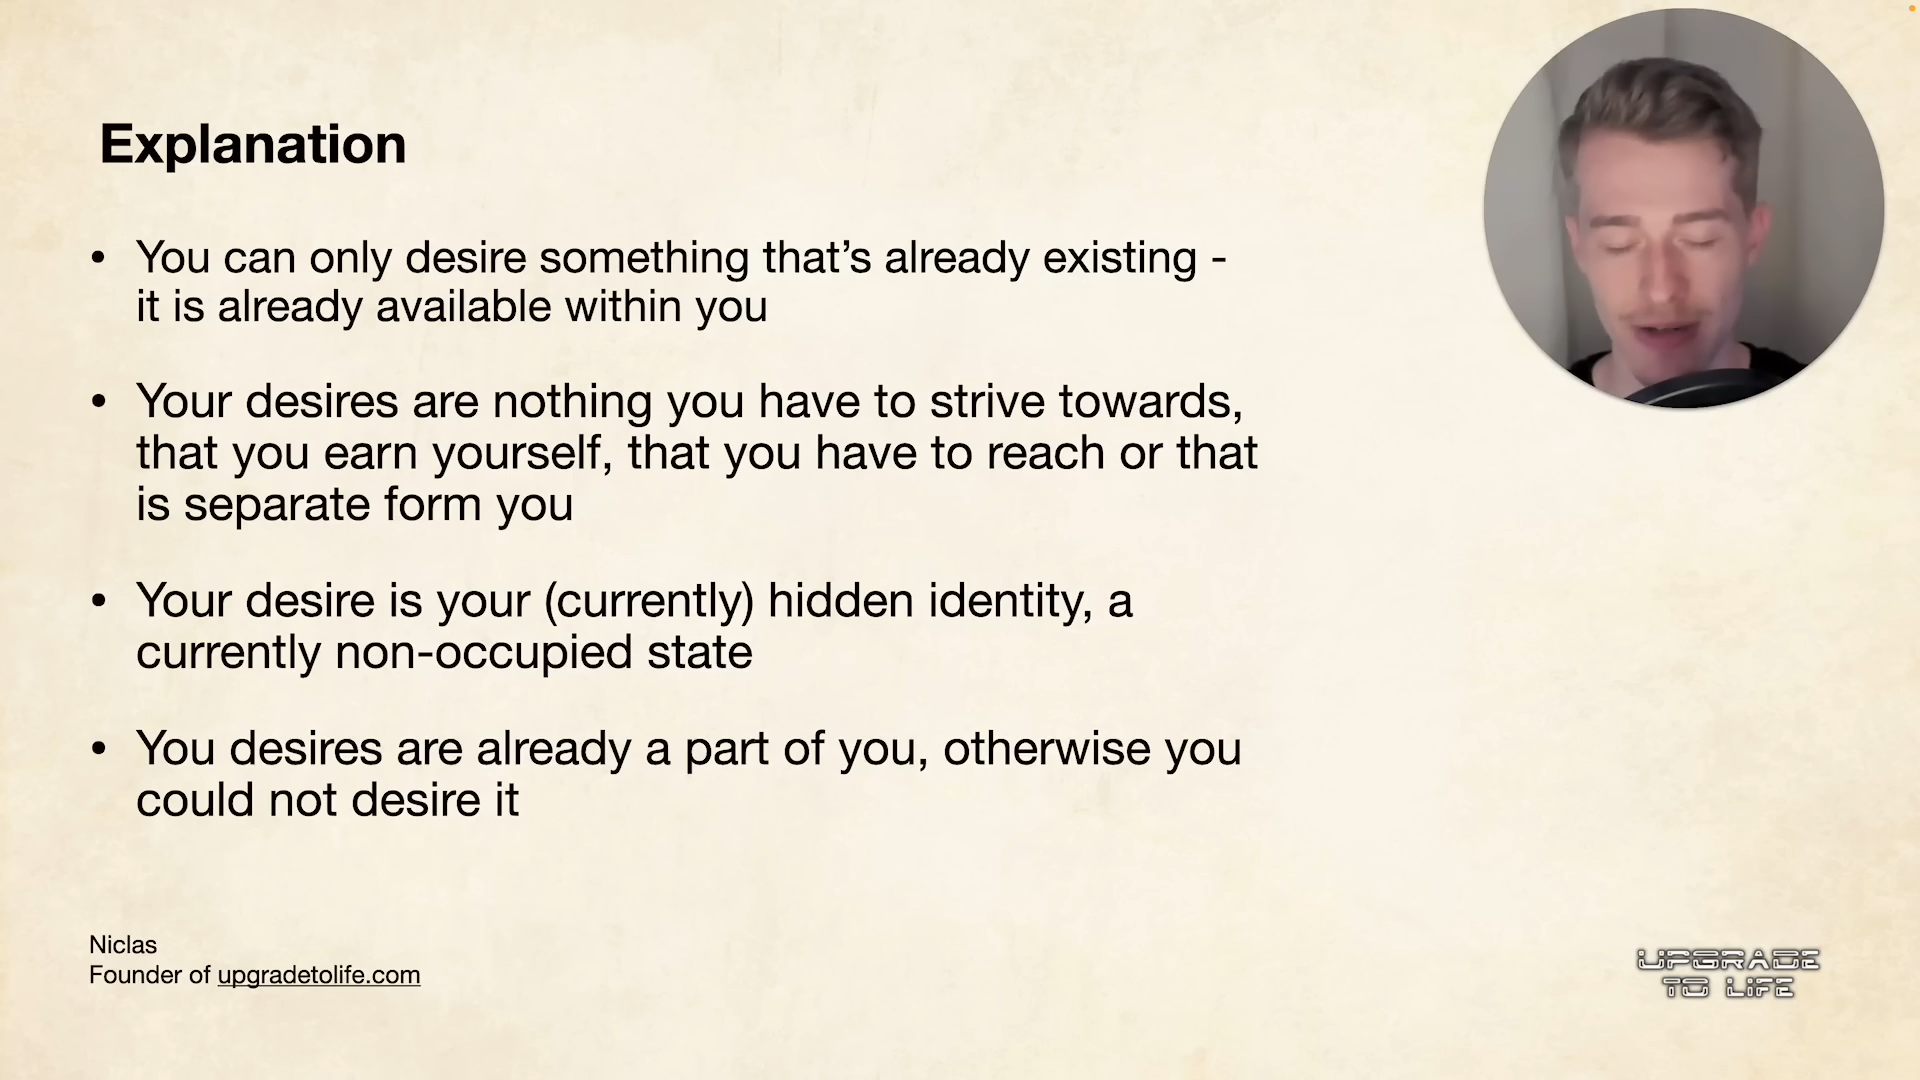 Explanation
• You can only desire something that’s already existing -
it is already available within you
• Your desires are nothing you have to strive towards,
that you earn yourself, that you have to reach or that
is separate form you
• Your desire is your (currently) hidden identity, a
currently non-occupied state
• You desires are already a part of you, otherwise you
could not desire it
Niclas
Founder of upgradetolife.com
UPGRADE
TO LIFE